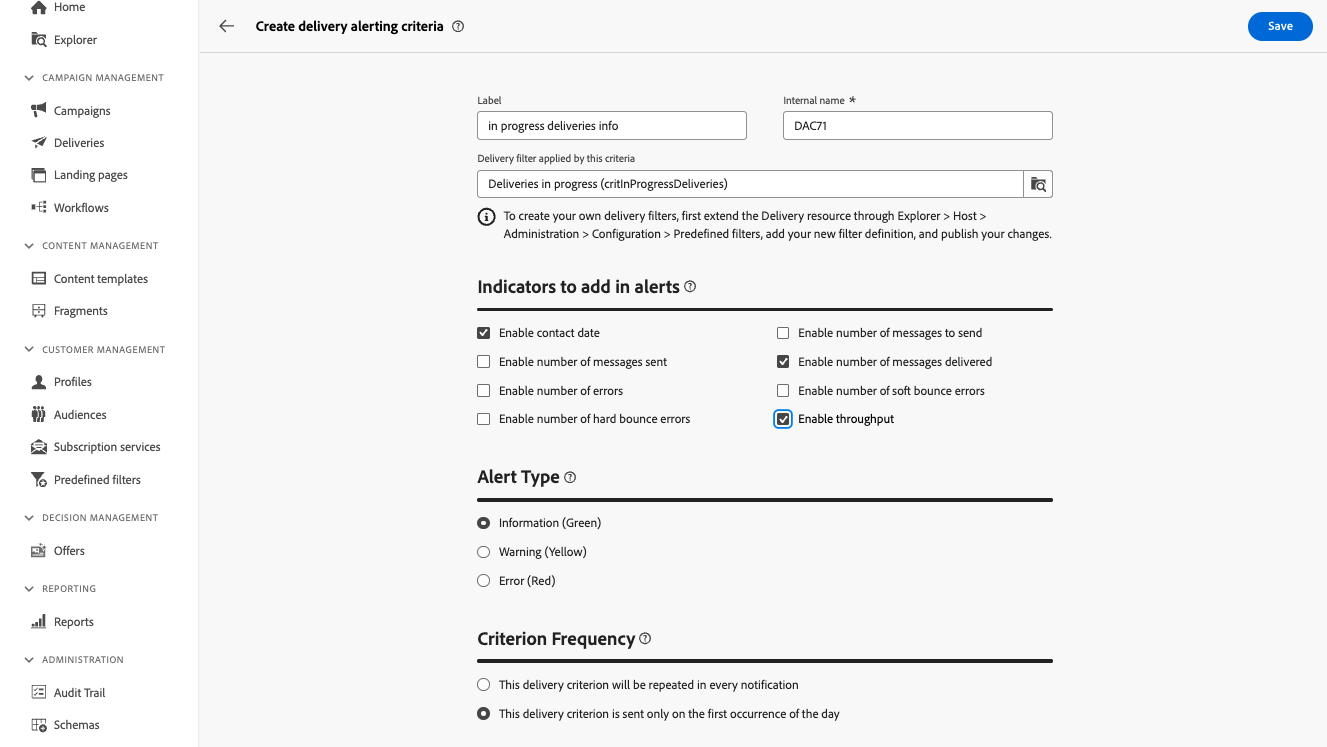 Home
Explorer
CAMPAIGN MANAGEMENT
Campaigns
Deliveries
Landing pages
Workflows
CONTENT MANAGEMENT
Content templates
Fragments
CUSTOMER MANAGEMENT
Profiles
Audiences
Subscription services
Predefined filters
DECISION MANAGEMENT
Offers
REPORTING
Reports
ADMINISTRATION
Audit Trail
Schemas
Create delivery alerting criteria
Save
Label
Internal name *
in progress deliveries info
DAC71
Delivery filter applied by this criteria
Deliveries in progress (critInProgressDeliveries)
To create your own delivery filters, first extend the Delivery resource through Explorer > Host >
Administration > Configuration > Predefined filters, add your new filter definition, and publish your changes.
Indicators to add in alerts
Enable contact date
Enable number of messages to send
Enable number of messages sent
Enable number of messages delivered
Enable number of errors
Enable number of soft bounce errors
Enable number of hard bounce errors
Enable throughput
Alert Type
Information (Green)
Warning (Yellow)
Error (Red)
Criterion Frequency
This delivery criterion will be repeated in every notification
This delivery criterion is sent only on the first occurrence of the day